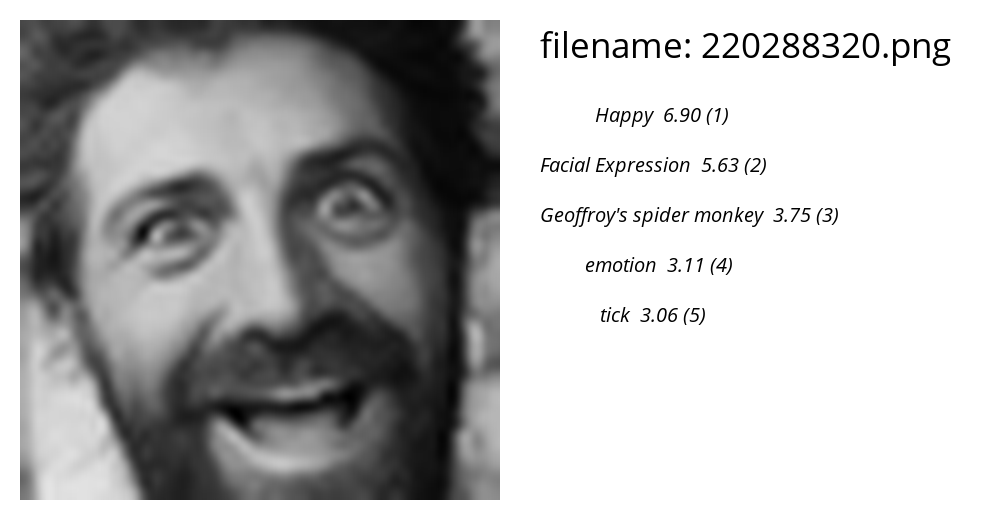 filename: 220288320.png
Happy 6.90 (1)
Facial Expression 5.63 (2)
Geoffroy's spider monkey 3.75 (3)
emotion 3.11 (4)
tick 3.06 (5)